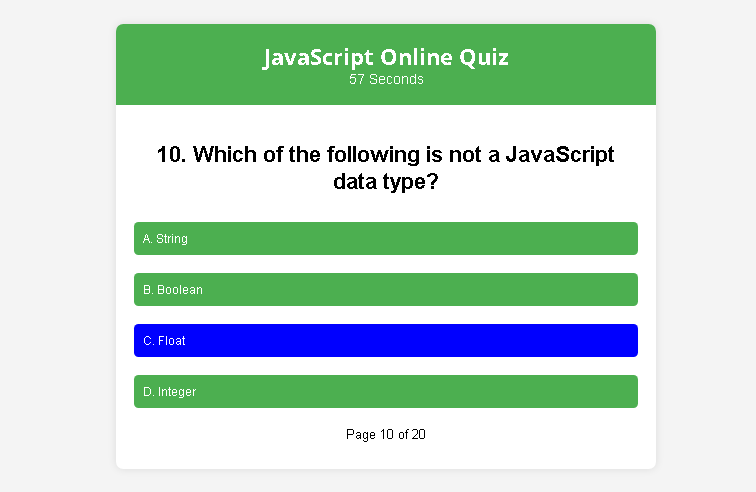 JavaScript Online Quiz
57 Seconds
10. Which of the following is not a JavaScript
data type?
A. String
B. Boolean
C. Float
D. Integer
Page 10 of 20